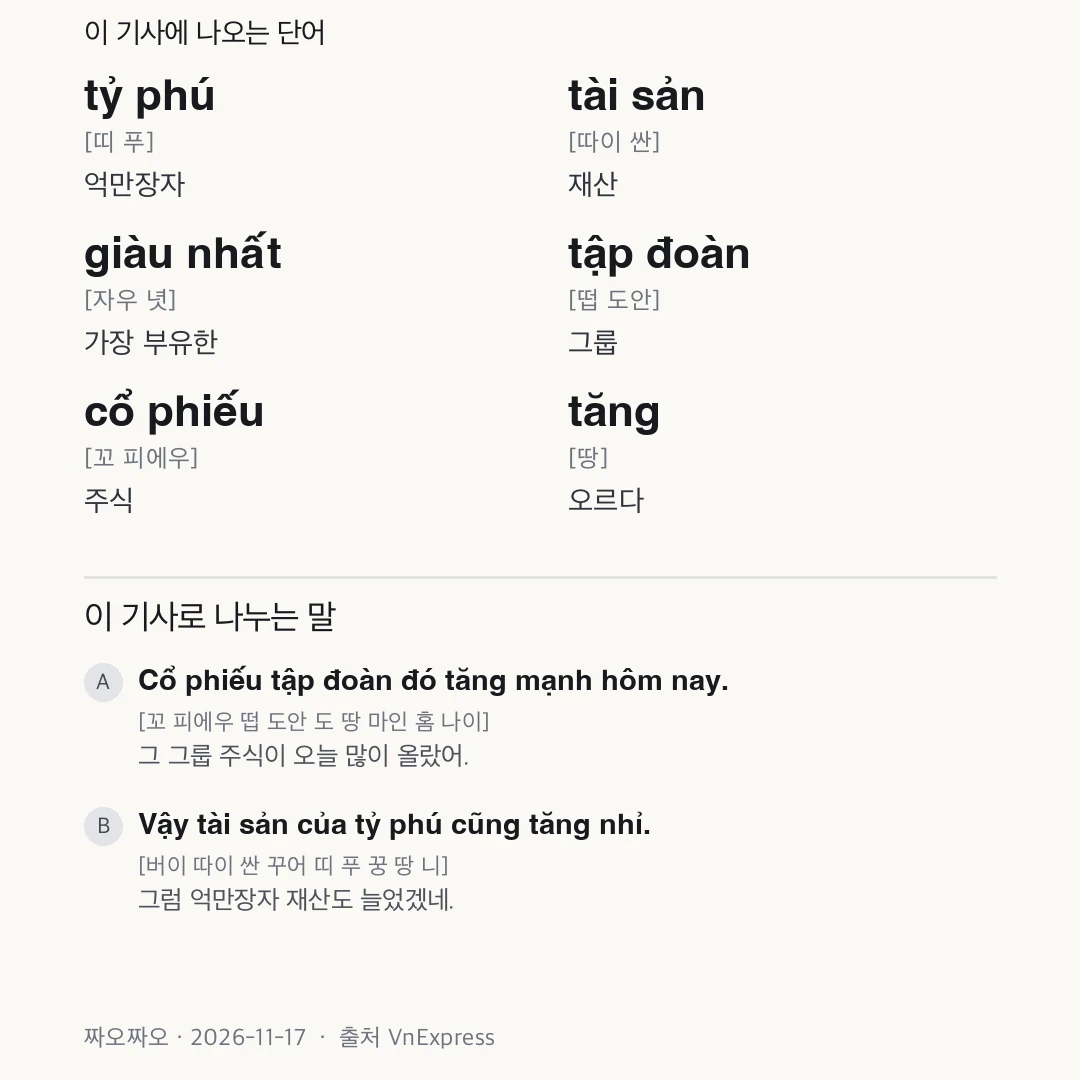 이 기사에 나오는 단어
tỷ phú
[띠 푸]
억만장자
tài sản
[따이 싼]
재산
giàu nhất
[자우 녓]
가장 부유한
tập đoàn
[떱 도안]
그룹
cổ phiếu
[꼬 피에우]
주식
tăng
[땅]
오르다
이 기사로 나누는 말
A Cổ phiếu tập đoàn đó tăng mạnh hôm nay.
[꼬 피에우 떱 도안 도 땅 마인 홈 나이]
그 그룹 주식이 오늘 많이 올랐어.
B Vậy tài sản của tỷ phú cũng tăng nhỉ.
[버이 따이 싼 꾸어 띠 푸 꿍 땅 니]
그럼 억만장자 재산도 늘었겠네.
짜오짜오 · 2026-11-17 · 출처 VnExpress